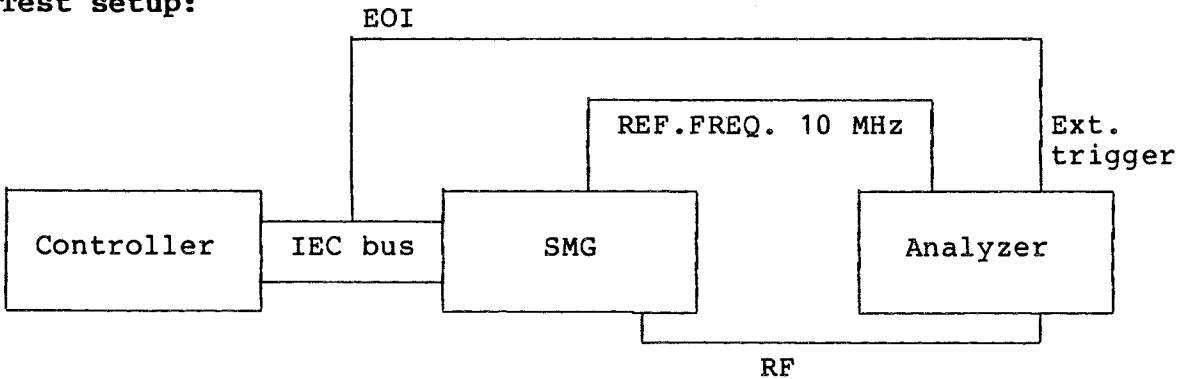 Test setup:
EOI
REF.FREQ. 10 MHz
Ext.
trigger
Controller
IEC bus
SMG
Analyzer
RF